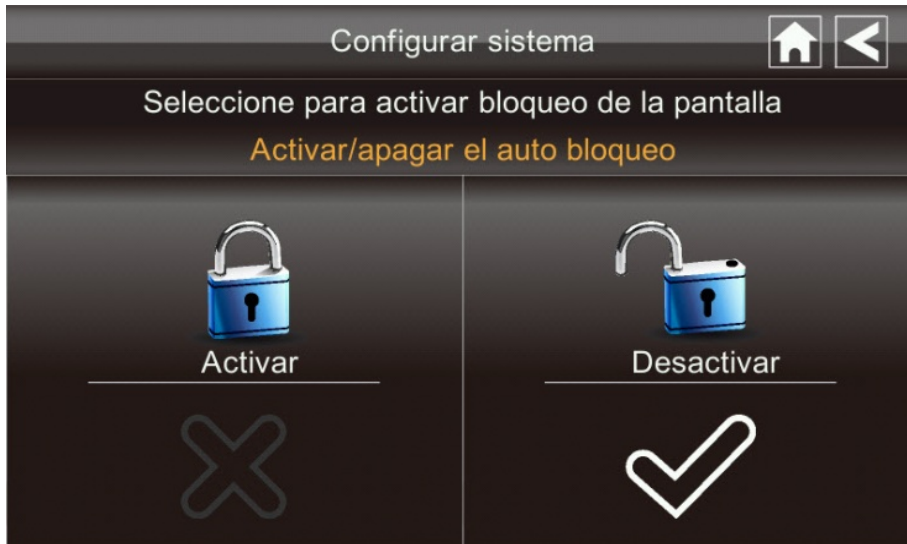 Configurar sistema
Seleccione para activar bloqueo de la pantalla
Activar/apagar el auto bloqueo
Activar
Desactivar